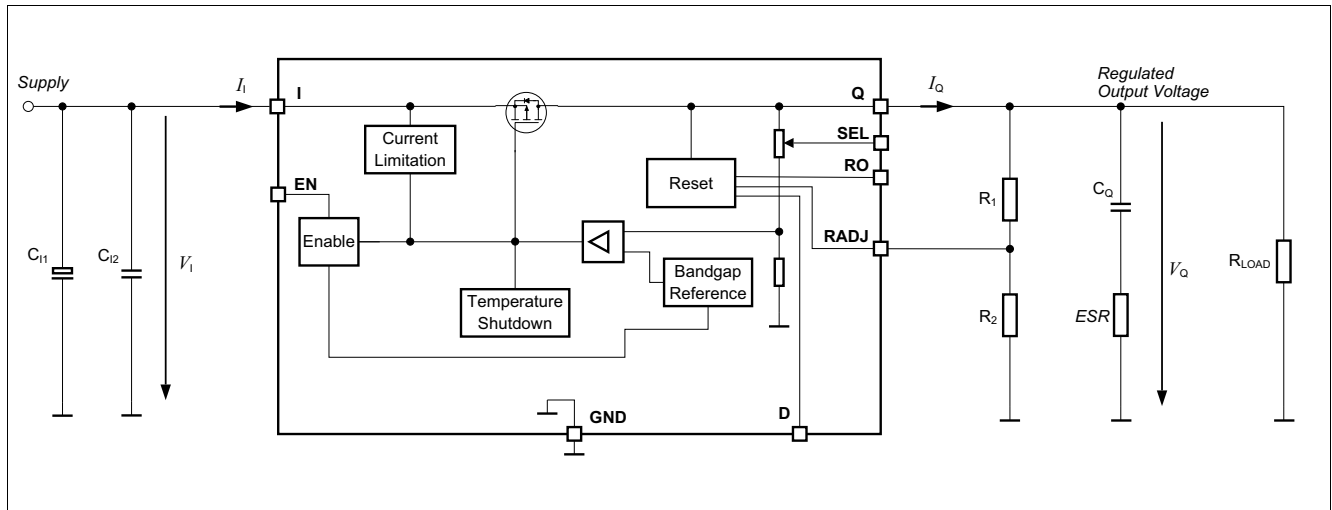 Supply
I_I
I
Q
I_Q
Regulated
Output Voltage
Current
Limitation
SEL
RO
Reset
EN
Enable
RADJ
R_1
C_Q
C_I1
C_I2
V_I
Bandgap
Reference
Temperature
Shutdown
R_2
ESR
V_Q
R_LOAD
GND
D